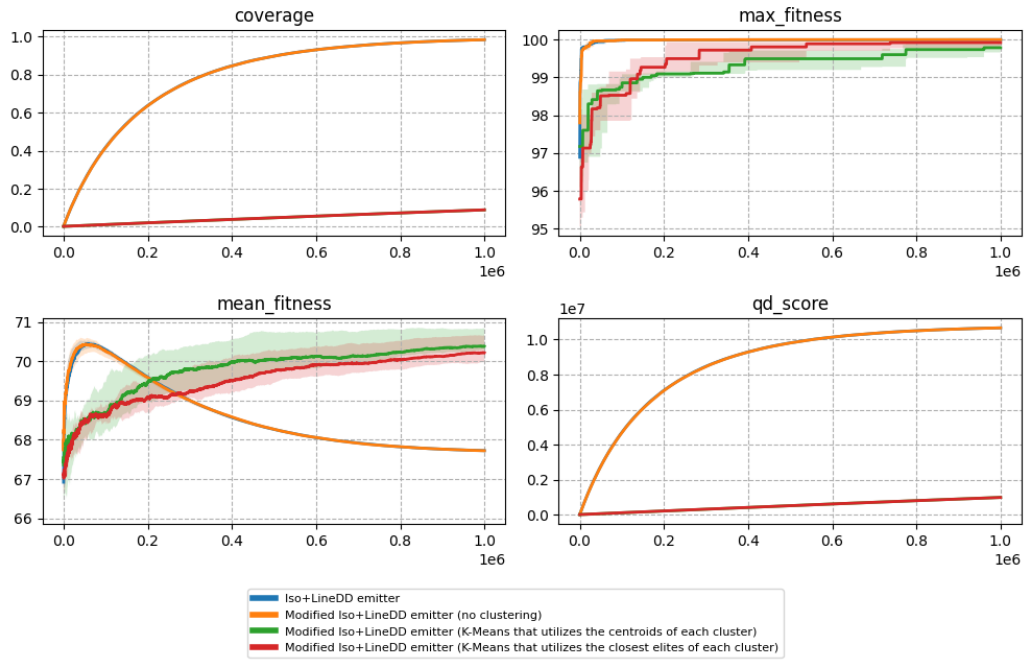 coverage
1.0
0.8
0.6
0.4
0.2
0.0
0.0 0.2 0.4 0.6 0.8 1.0
1e6
max_fitness
100
99
98
97
96
95
0.0 0.2 0.4 0.6 0.8 1.0
1e6
mean_fitness
71
70
69
68
67
66
0.0 0.2 0.4 0.6 0.8 1.0
1e6
qd_score
1e7
1.0
0.8
0.6
0.4
0.2
0.0
0.0 0.2 0.4 0.6 0.8 1.0
1e6
Iso+LineDD emitter
Modified Iso+LineDD emitter (no clustering)
Modified Iso+LineDD emitter (K-Means that utilizes the centroids of each cluster)
Modified Iso+LineDD emitter (K-Means that utilizes the closest elites of each cluster)